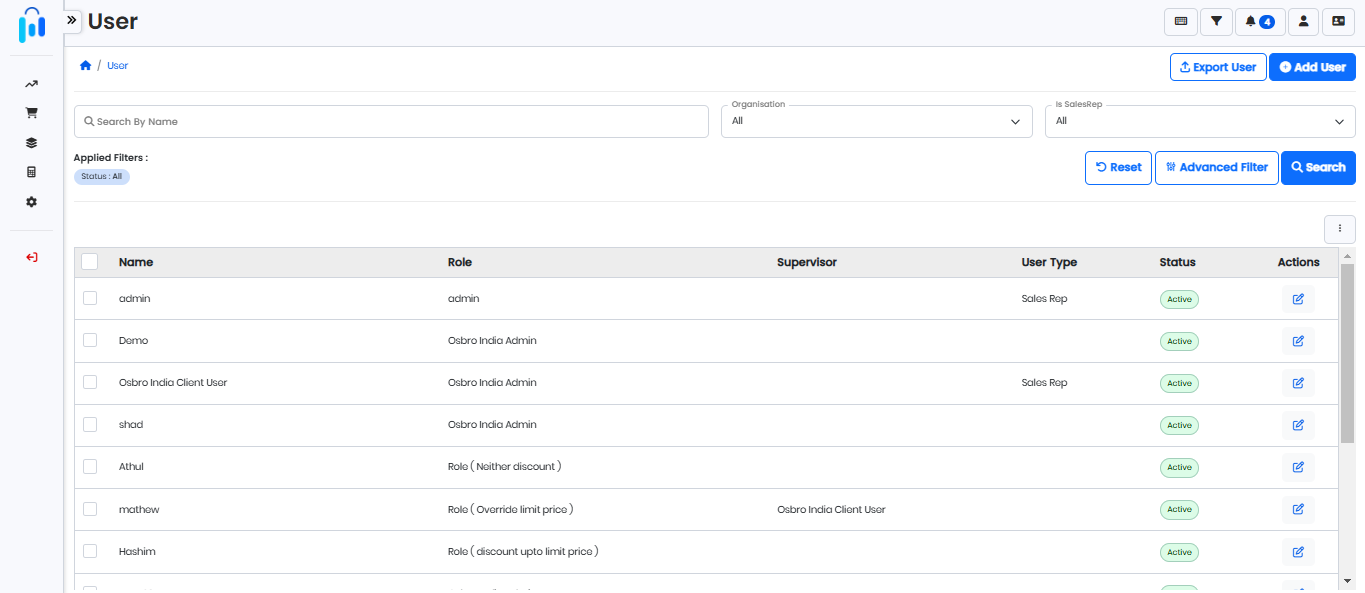 User
4
/ User
Export User
Add User
Search By Name
Organisation
All
Is SalesRep
All
Applied Filters :
Status : All
Reset
Advanced Filter
Search
Name Role Supervisor User Type Status Actions
admin admin Sales Rep Active
Demo Osbro India Admin Active
Osbro India Client User Osbro India Admin Sales Rep Active
shad Osbro India Admin Active
Athul Role ( Neither discount ) Active
mathew Role ( Override limit price ) Osbro India Client User Active
Hashim Role ( discount upto limit price ) Active